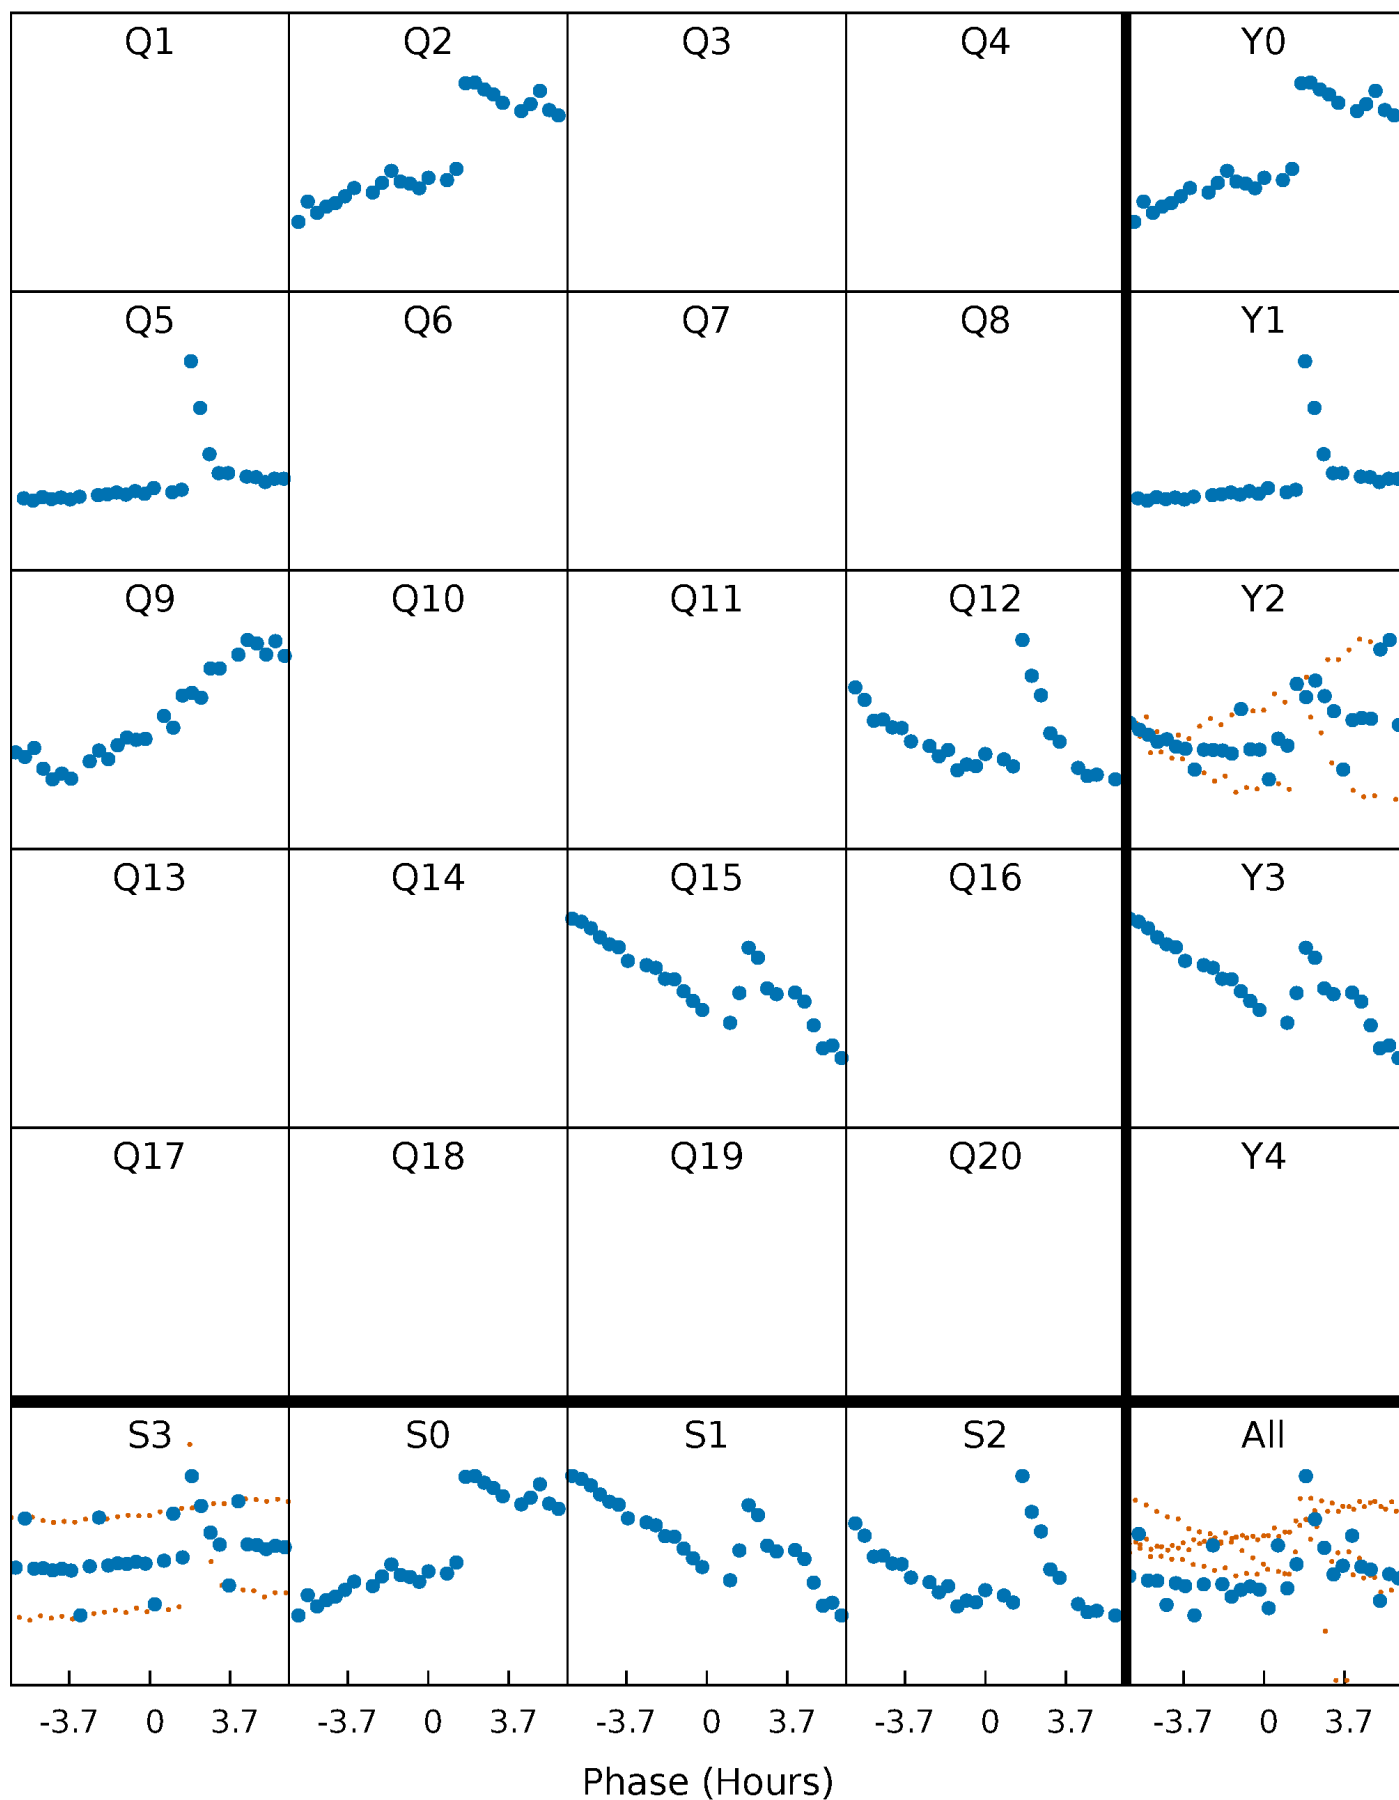 Q1 Q2 Q3 Q4 Y0
Q5 Q6 Q7 Q8 Y1
Q9 Q10 Q11 Q12 Y2
Q13 Q14 Q15 Q16 Y3
Q17 Q18 Q19 Q20 Y4
S3 S0 S1 S2 All
-3.7 0 3.7 -3.7 0 3.7 -3.7 0 3.7 -3.7 0 3.7 -3.7 0 3.7
Phase (Hours)